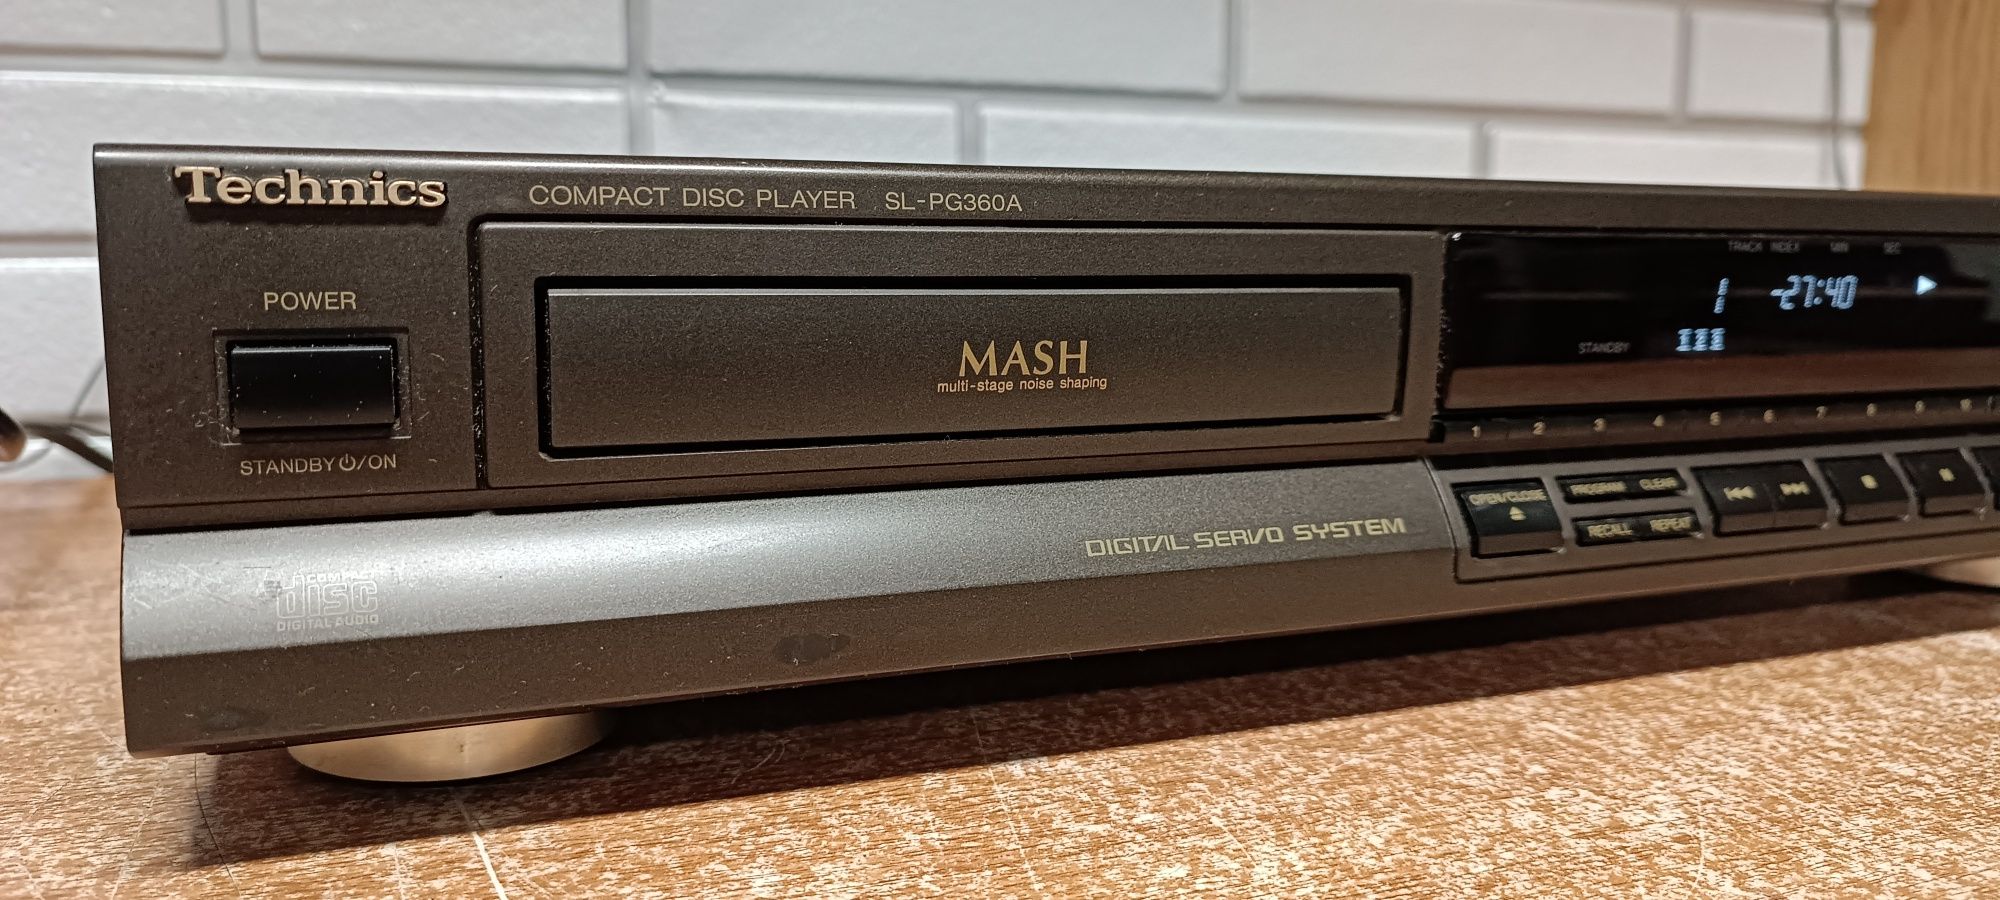 Technics
COMPACT DISC PLAYER SL-PG360A
POWER
STANDBY⏻/ON
MASH
multi-stage noise shaping
TRACK INDEX MIN SEC
1 -27:40
STANDBY
1 2 3 4 5 6 7 8 9 10
OPEN/CLOSE
PROGRAM CLEAR
RECALL REPEAT
DIGITAL SERVO SYSTEM
COMPACT
disc
DIGITAL AUDIO